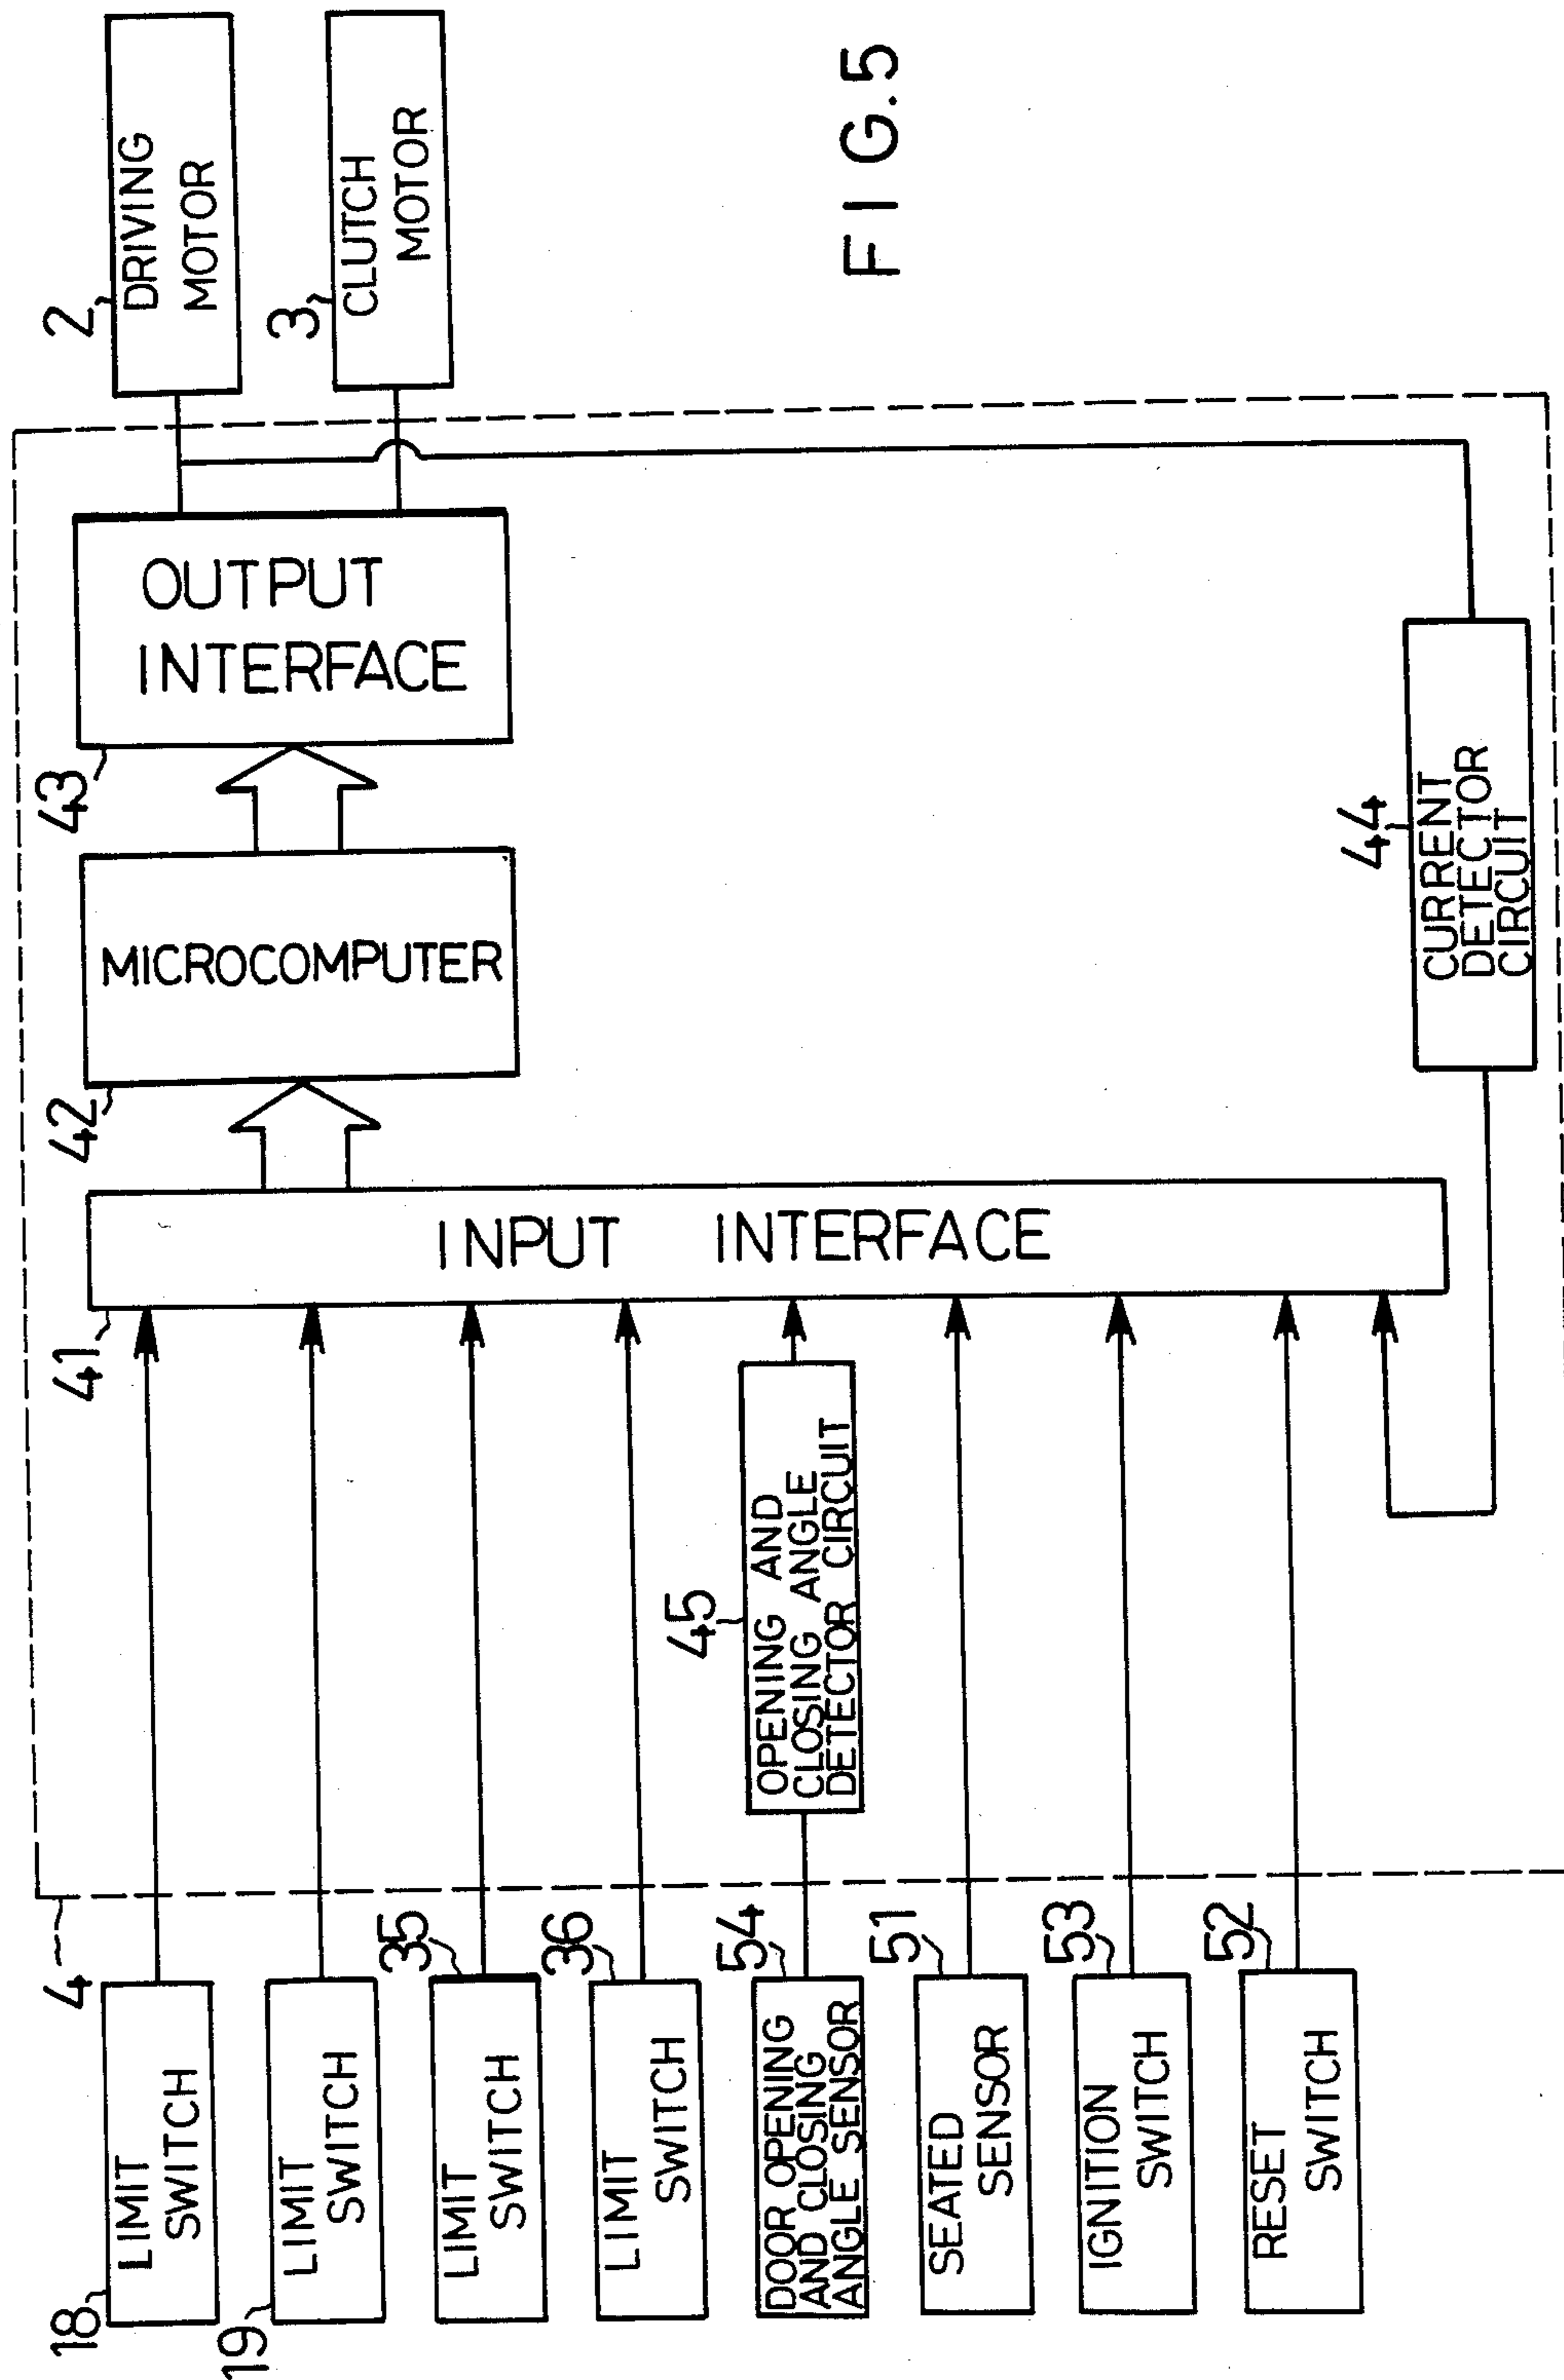 18
LIMIT
SWITCH
19
LIMIT
SWITCH
35
LIMIT
SWITCH
36
LIMIT
SWITCH
54
DOOR OPENING
AND CLOSING
ANGLE SENSOR
51
SEATED
SENSOR
53
IGNITION
SWITCH
52
RESET
SWITCH
4
45
OPENING AND
CLOSING ANGLE
DETECTOR CIRCUIT
41
INPUT INTERFACE
42
MICROCOMPUTER
43
OUTPUT
INTERFACE
44
CURRENT
DETECTOR
CIRCUIT
2
DRIVING
MOTOR
3
CLUTCH
MOTOR
FIG.5